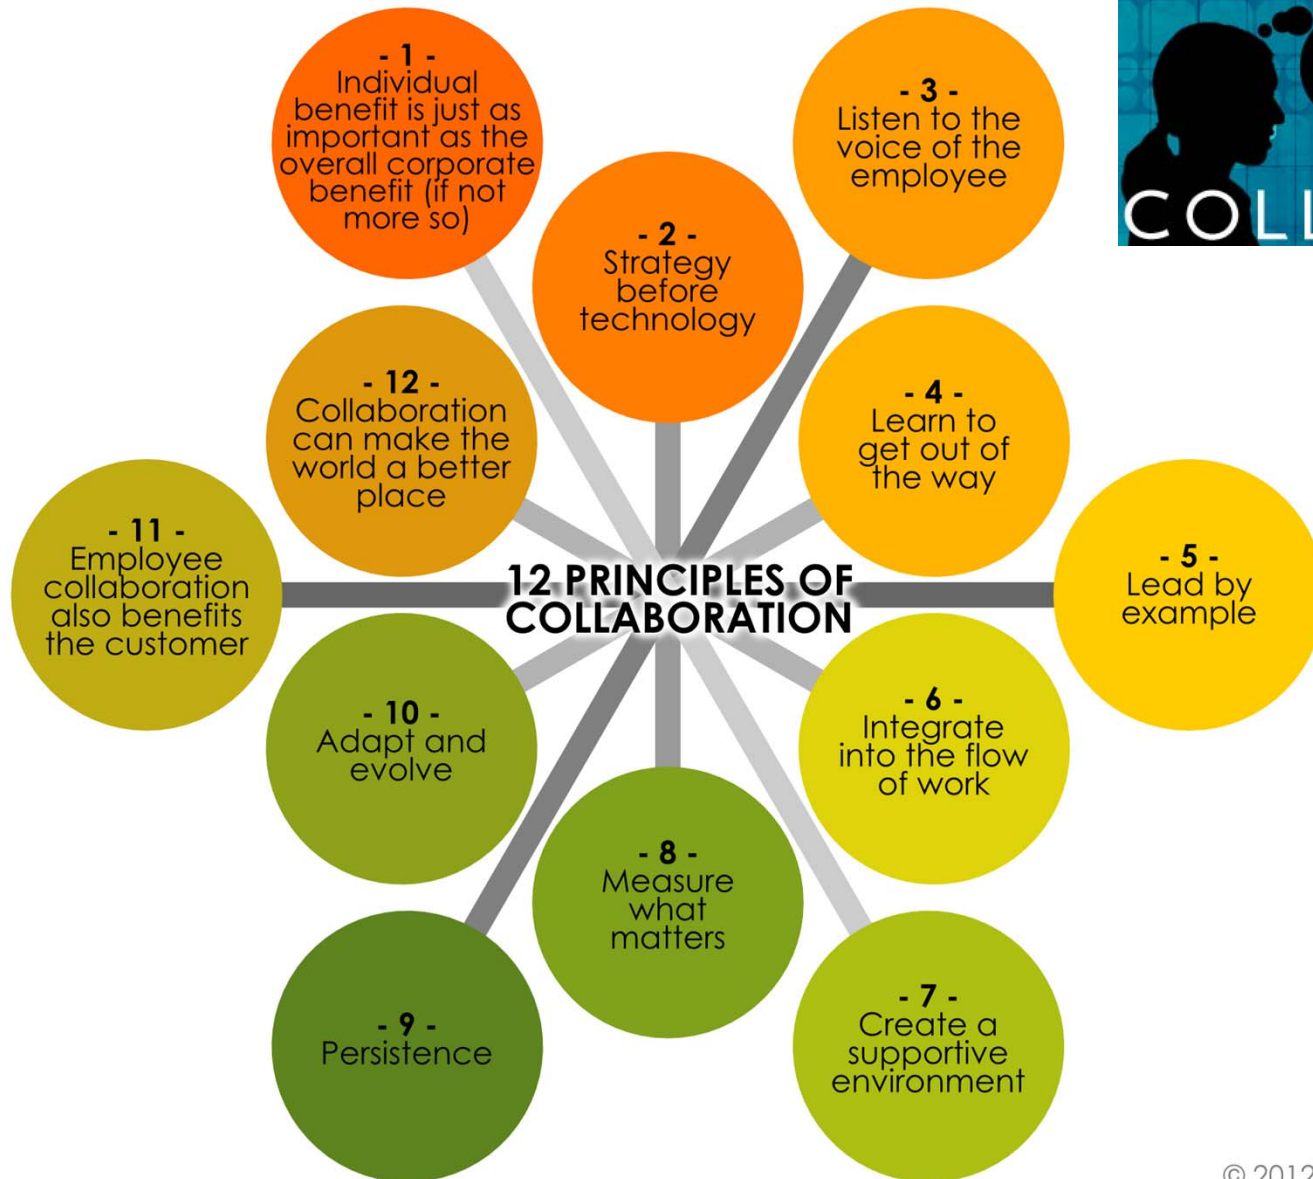 - 1 -
Individual
benefit is just as
important as the
overall corporate
benefit (if not
more so)
- 2 -
Strategy
before
technology
- 3 -
Listen to the
voice of the
employee
COLL
- 12 -
Collaboration
can make the
world a better
place
- 4 -
Learn to
get out of
the way
- 11 -
Employee
collaboration
also benefits
the customer
12 PRINCIPLES OF
COLLABORATION
- 5 -
Lead by
example
- 10 -
Adapt and
evolve
- 6 -
Integrate
into the flow
of work
- 8 -
Measure
what
matters
- 9 -
Persistence
- 7 -
Create a
supportive
environment
© 2012